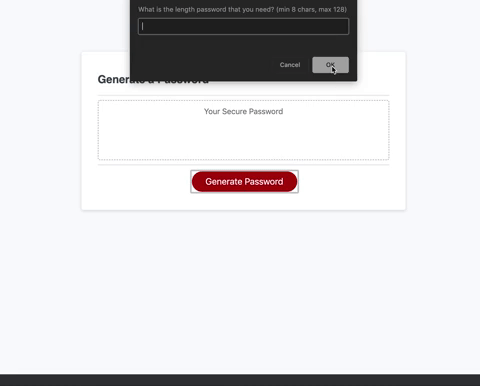 What is the length password that you need? (min 8 chars, max 128)
Cancel
OK
Generate a Password
Your Secure Password
Generate Password